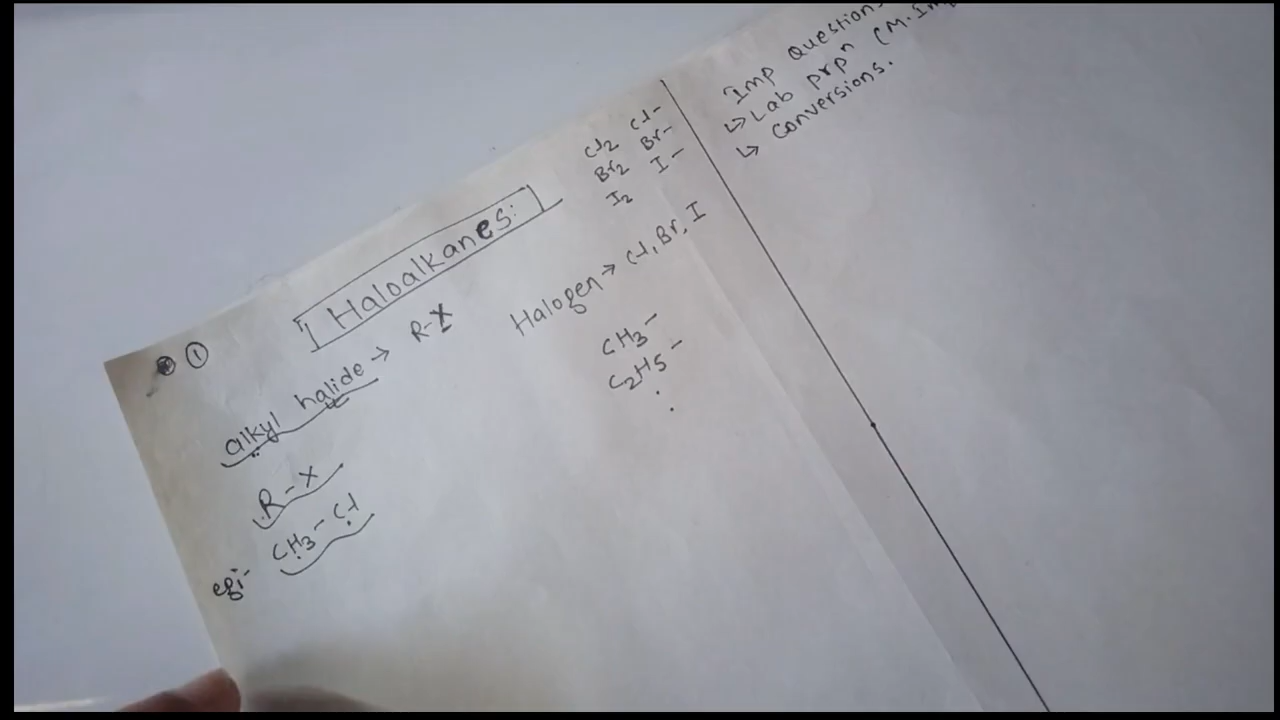 Haloalkanes:
①
alkyl halide → R-X
R-X
eg:- CH3-Cl
Cl2 Cl-
Br2 Br-
I2 I-
Halogen → Cl, Br, I
CH3-
C2H5-
Imp Question
↳ Lab prpn (M.Imp
↳ Conversions.